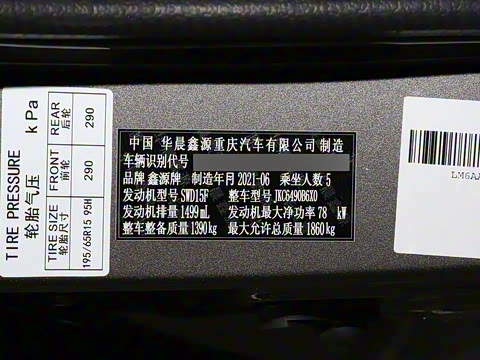 TIRE PRESSURE kPa
轮胎气压
TIRE SIZE 轮胎尺寸 FRONT 前轮 REAR 后轮
195/65R15 95H 290 290
中国 华晨鑫源重庆汽车有限公司 制造
车辆识别代号
品牌 鑫源牌 制造年月 2021-06 乘坐人数 5
发动机型号 SWD15F 整车型号 JKC6490B6X0
发动机排量 1499mL 发动机最大净功率 78 kW
整车整备质量 1390kg 最大允许总质量 1860kg